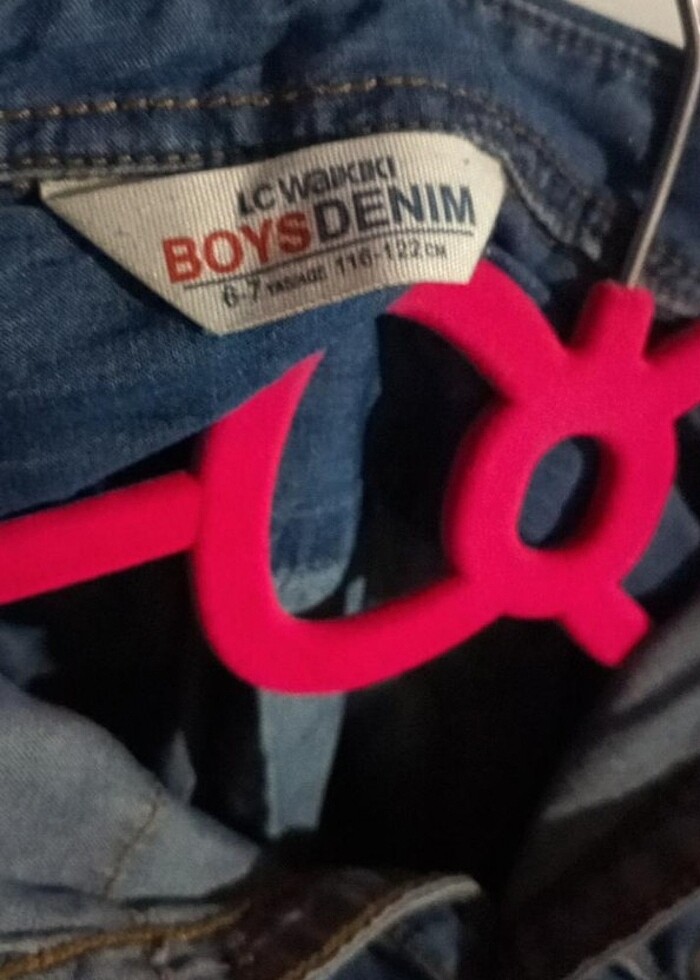 LC Waikiki
BOYSDENIM
6-7 YAŞ/AGE 116-122 CM